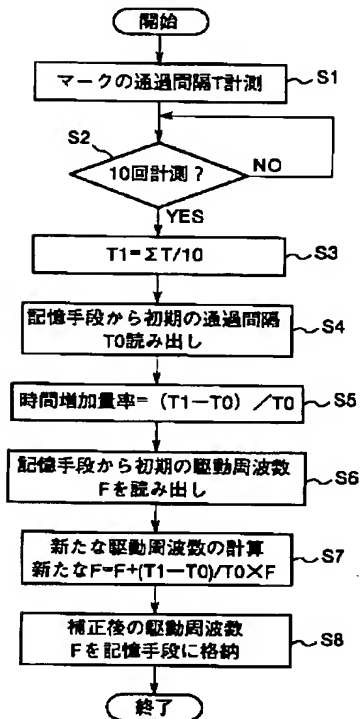 開始
マークの通過間隔T計測
S1
S2
10回計測？
NO
YES
T1=ΣT/10
S3
記憶手段から初期の通過間隔
T0読み出し
S4
時間増加量率=（T1−T0）／T0
S5
記憶手段から初期の駆動周波数
Fを読み出し
S6
新たな駆動周波数の計算
新たなF=F+(T1−T0)/T0×F
S7
補正後の駆動周波数
Fを記憶手段に格納
S8
終了